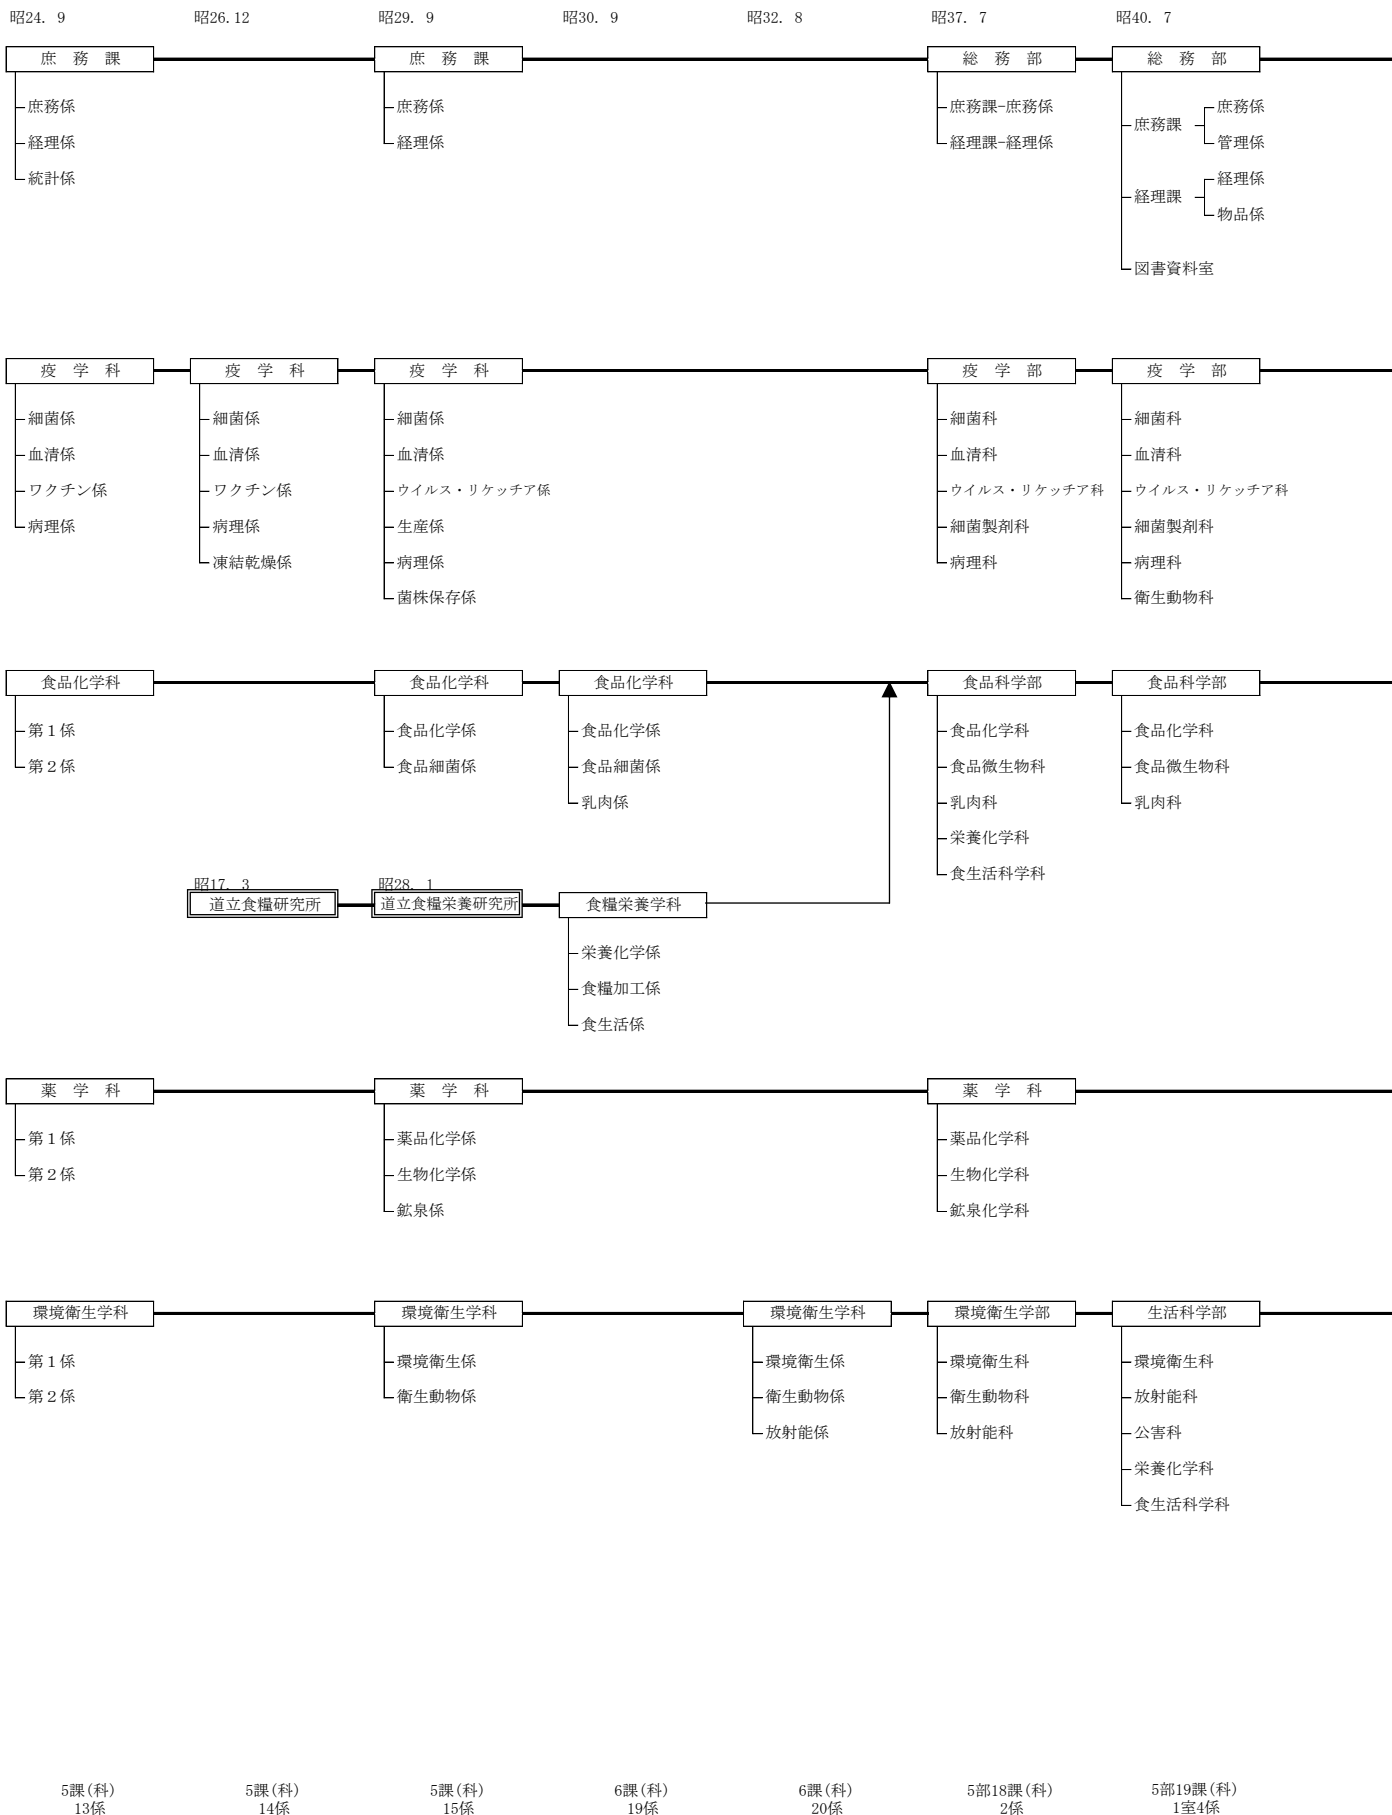 昭24. 9 昭26.12 昭29. 9 昭30. 9 昭32. 8 昭37. 7 昭40. 7
庶 務 課 庶 務 課 総 務 部 総 務 部
庶務係 庶務係 庶務課-庶務係 庶務係
庶務課
経理係 経理係 経理課-経理係 管理係
統計係 経理係
経理課
物品係
図書資料室
疫 学 科 疫 学 科 疫 学 科 疫 学 部 疫 学 部
細菌係 細菌係 細菌係 細菌科 細菌科
血清係 血清係 血清係 血清科 血清科
ワクチン係 ワクチン係 ウイルス・リケッチア係 ウイルス・リケッチア科 ウイルス・リケッチア科
病理係 病理係 生産係 細菌製剤科 細菌製剤科
凍結乾燥係 病理係 病理科 病理科
菌株保存係 衛生動物科
食品化学科 食品化学科 食品化学科 食品科学部 食品科学部
第1係 食品化学係 食品化学係 食品化学科 食品化学科
第2係 食品細菌係 食品細菌係 食品微生物科 食品微生物科
乳肉係 乳肉科 乳肉科
栄養化学科
食生活科学科
昭17. 3 昭28. 1
道立食糧研究所 道立食糧栄養研究所 食糧栄養学科
栄養化学係
食糧加工係
食生活係
薬 学 科 薬 学 科 薬 学 科
第1係 薬品化学係 薬品化学科
第2係 生物化学係 生物化学科
鉱泉係 鉱泉化学科
環境衛生学科 環境衛生学科 環境衛生学科 環境衛生学部 生活科学部
第1係 環境衛生係 環境衛生係 環境衛生科 環境衛生科
第2係 衛生動物係 衛生動物係 衛生動物科 放射能科
放射能係 放射能科 公害科
栄養化学科
食生活科学科
5課(科) 5課(科) 5課(科) 6課(科) 6課(科) 5部18課(科) 5部19課(科)
13係 14係 15係 19係 20係 2係 1室4係